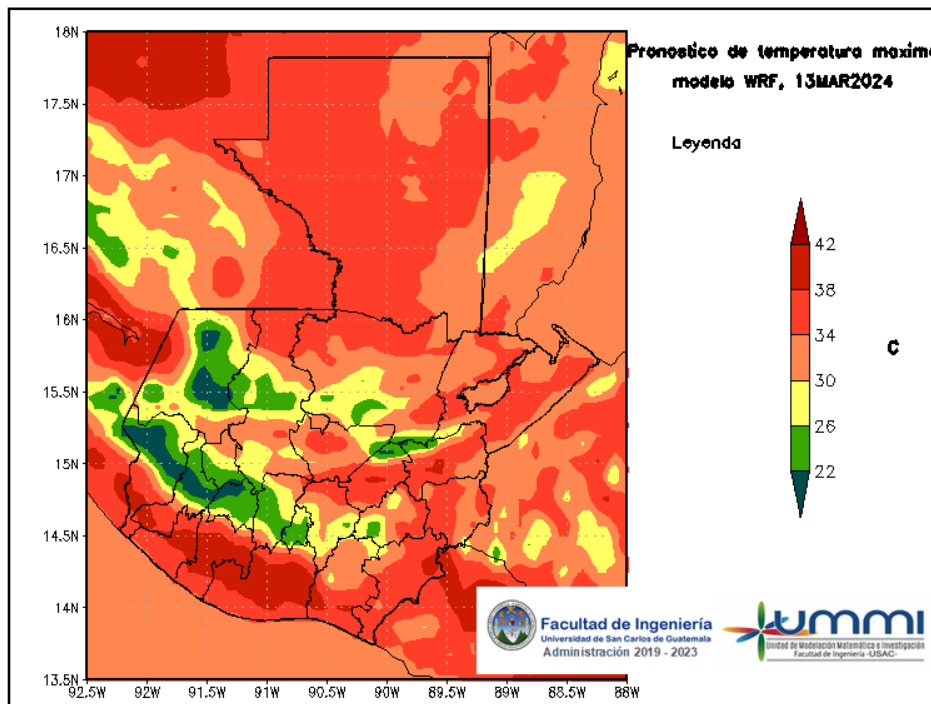 Pronostico de temperatura maxima
modelo WRF, 13MAR2024
Leyenda
42
38
34
30
26
22
C
18N
17.5N
17N
16.5N
16N
15.5N
15N
14.5N
14N
13.5N
92.5W 92W 91.5W 91W 90.5W 90W 89.5W 89W 88.5W 88W
Facultad de Ingeniería
Universidad de San Carlos de Guatemala
Administración 2019 - 2023
ummi
Unidad de Modelación Matemática e Investigación
Facultad de Ingeniería -USAC-